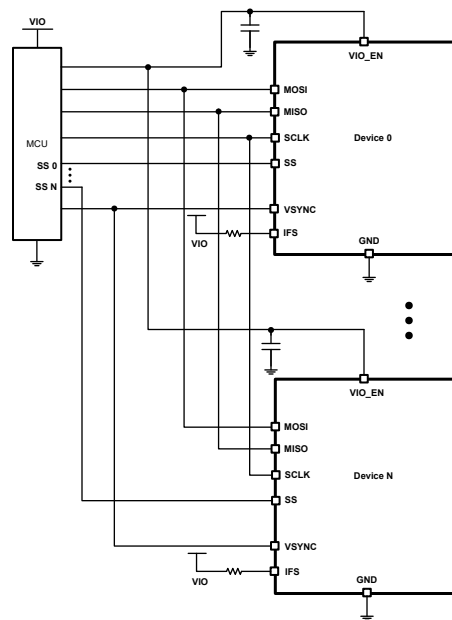 VIO
VIO_EN
MOSI
MISO
MCU
SCLK
Device 0
SS 0
SS
SS N
VSYNC
VIO
IFS
GND
VIO_EN
MOSI
MISO
SCLK
Device N
SS
VSYNC
VIO
IFS
GND